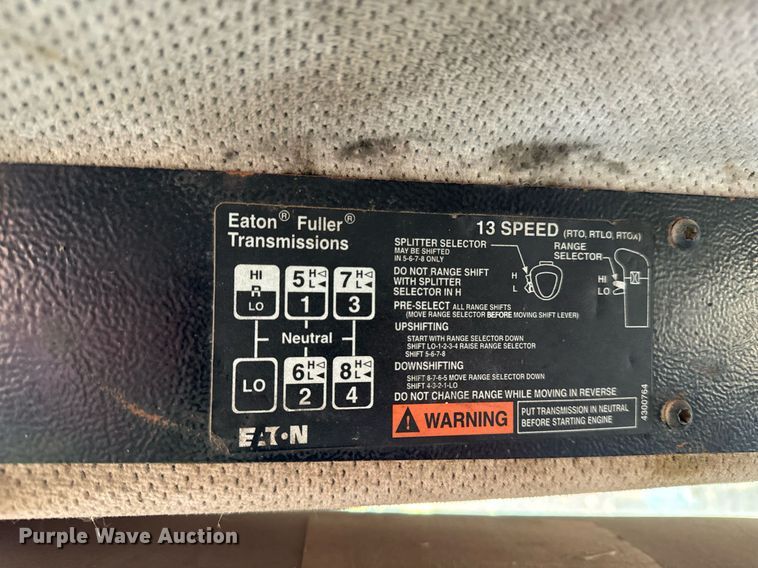 Eaton® Fuller®
Transmissions
13 SPEED (RTO, RTLO, RTOX)
HI
R
LO
5 H
L
1
7 H
L
3
Neutral
LO
6 H
L
2
8 H
L
4
EATON
SPLITTER SELECTOR
MAY BE SHIFTED
IN 5-6-7-8 ONLY
H
L
RANGE
SELECTOR
HI
LO
DO NOT RANGE SHIFT
WITH SPLITTER
SELECTOR IN H
PRE-SELECT ALL RANGE SHIFTS
(MOVE RANGE SELECTOR BEFORE MOVING SHIFT LEVER)
UPSHIFTING
START WITH RANGE SELECTOR DOWN
SHIFT LO-1-2-3-4 RAISE RANGE SELECTOR
SHIFT 5-6-7-8
DOWNSHIFTING
SHIFT 8-7-6-5 MOVE RANGE SELECTOR DOWN
SHIFT 4-3-2-1-LO
DO NOT CHANGE RANGE WHILE MOVING IN REVERSE
WARNING
PUT TRANSMISSION IN NEUTRAL
BEFORE STARTING ENGINE
4300764
Purple Wave Auction